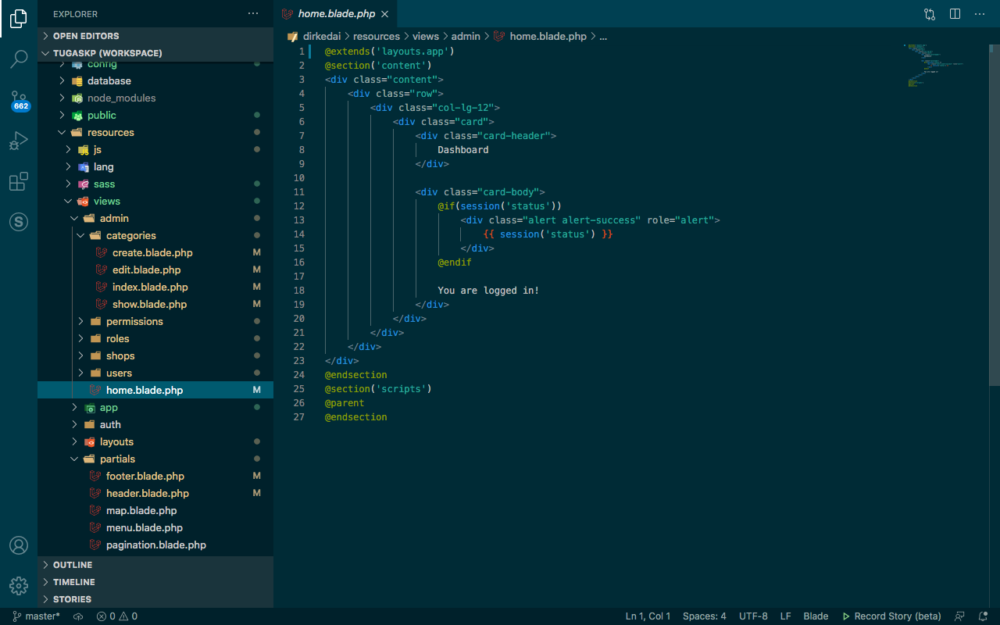 EXPLORER
OPEN EDITORS
TUGASKP (WORKSPACE)
config
database
node_modules
public
resources
js
lang
sass
views
admin
categories
create.blade.php M
edit.blade.php M
index.blade.php M
show.blade.php M
permissions
roles
shops
users
home.blade.php M
app
auth
layouts
partials
footer.blade.php M
header.blade.php M
map.blade.php
menu.blade.php
pagination.blade.php
OUTLINE
TIMELINE
STORIES
662
home.blade.php
dirkedai > resources > views > admin > home.blade.php > ...
1 @extends('layouts.app')
2 @section('content')
3 <div class="content">
4 <div class="row">
5 <div class="col-lg-12">
6 <div class="card">
7 <div class="card-header">
8 Dashboard
9 </div>
10
11 <div class="card-body">
12 @if(session('status'))
13 <div class="alert alert-success" role="alert">
14 {{ session('status') }}
15 </div>
16 @endif
17
18 You are logged in!
19 </div>
20 </div>
21 </div>
22 </div>
23 </div>
24 @endsection
25 @section('scripts')
26 @parent
27 @endsection
master* 0 0 Ln 1, Col 1 Spaces: 4 UTF-8 LF Blade Record Story (beta)